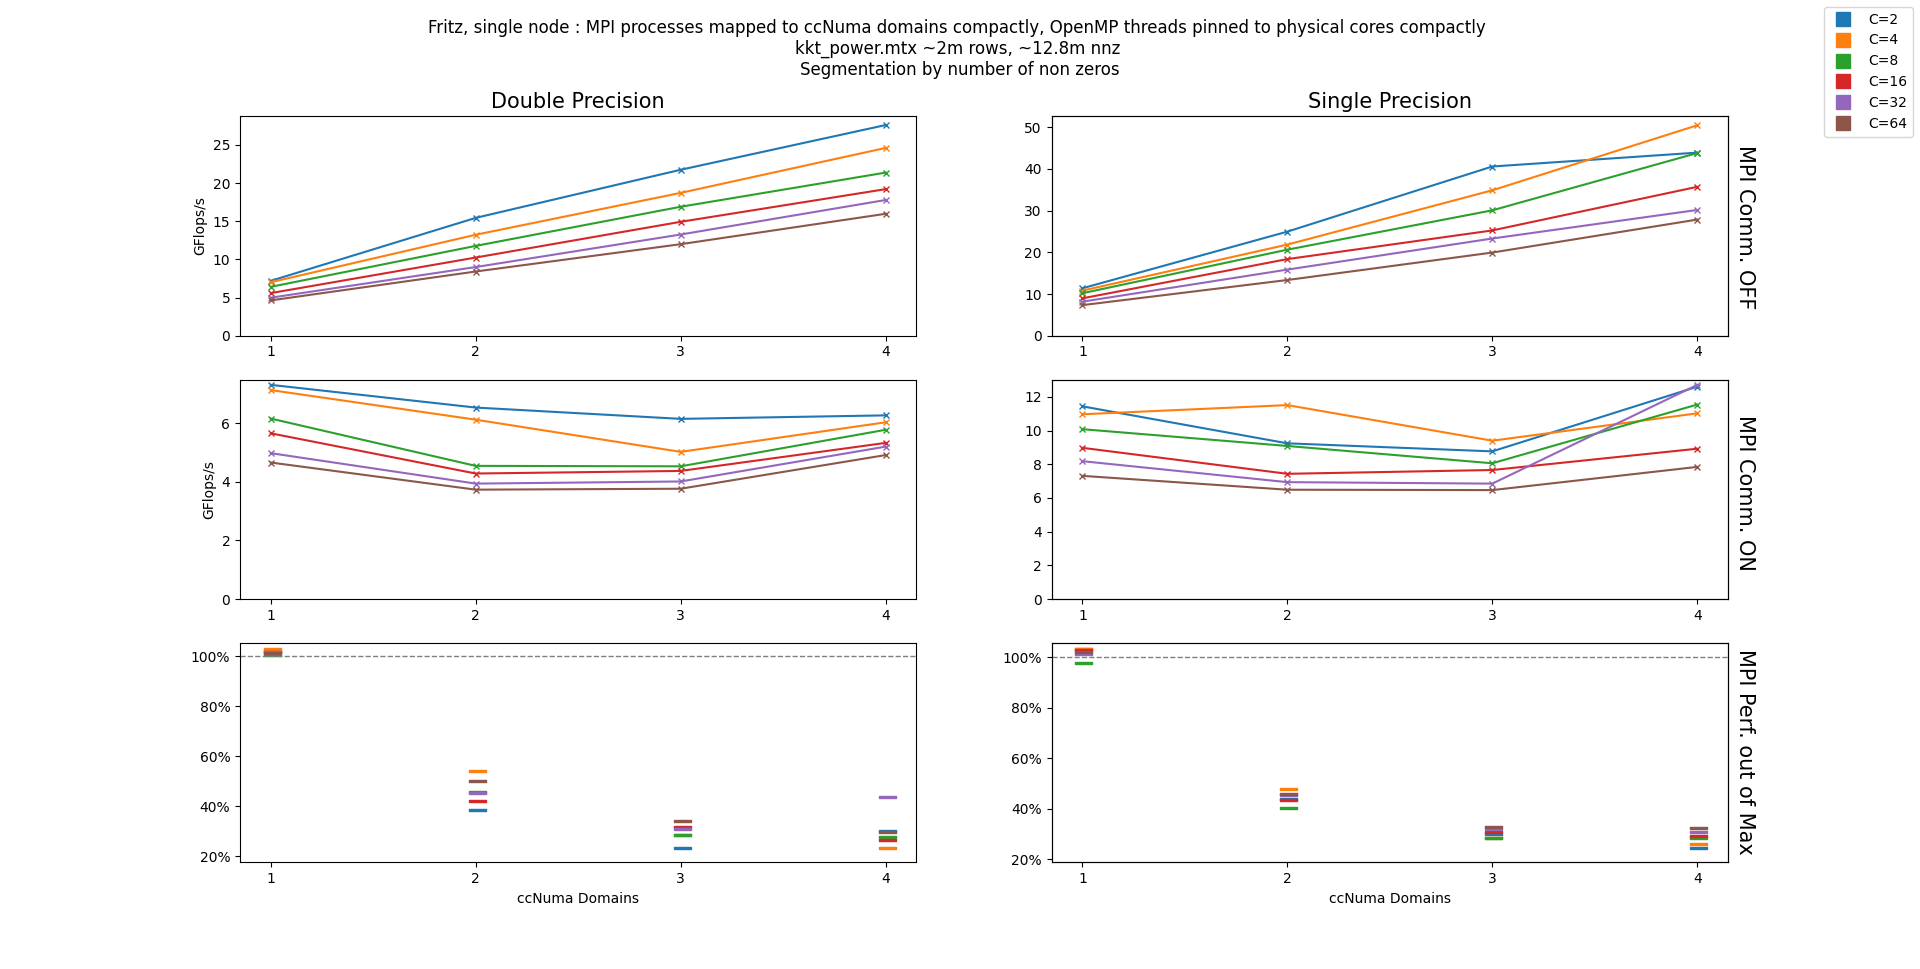 Fritz, single node : MPI processes mapped to ccNuma domains compactly, OpenMP threads pinned to physical cores compactly
kkt_power.mtx ~2m rows, ~12.8m nnz
Segmentation by number of non zeros
C=2
C=4
C=8
C=16
C=32
C=64
Double Precision
GFlops/s
25
20
15
10
5
0
1 2 3 4
Single Precision
50
40
30
20
10
0
1 2 3 4
MPI Comm. OFF
GFlops/s
6
4
2
0
1 2 3 4
12
10
8
6
4
2
0
1 2 3 4
MPI Comm. ON
100%
80%
60%
40%
20%
1 2 3 4
ccNuma Domains
100%
80%
60%
40%
20%
1 2 3 4
ccNuma Domains
MPI Perf. out of Max